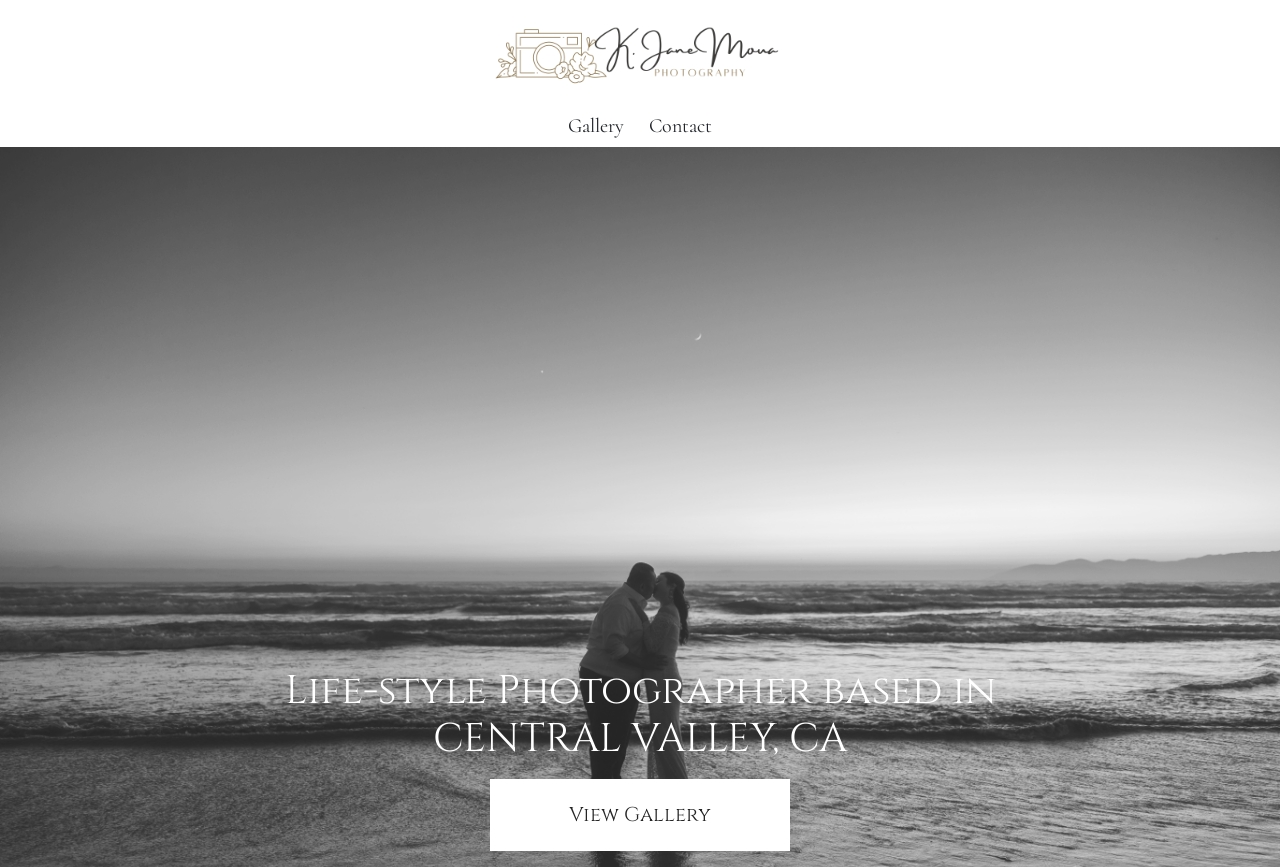 K. Jane Moua
PHOTOGRAPHY
Gallery Contact
Life-style Photographer based in
CENTRAL VALLEY, CA
View Gallery